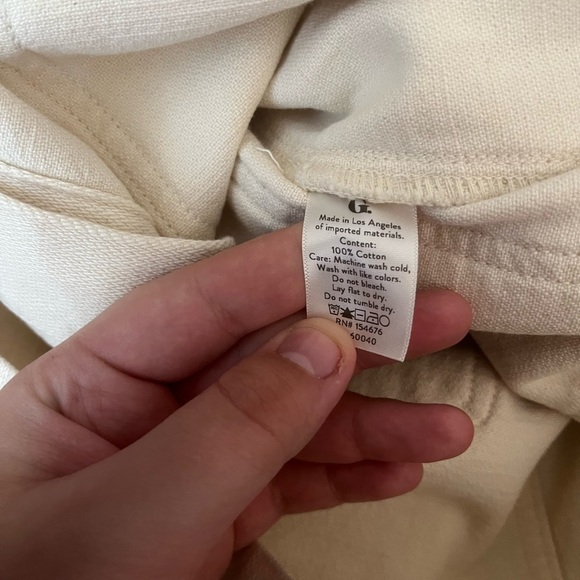 G.
Made in Los Angeles
of imported materials.
Content:
100% Cotton
Care: Machine wash cold,
Wash with like colors.
Do not bleach.
Lay flat to dry.
Do not tumble dry.
RN# 154676
60040